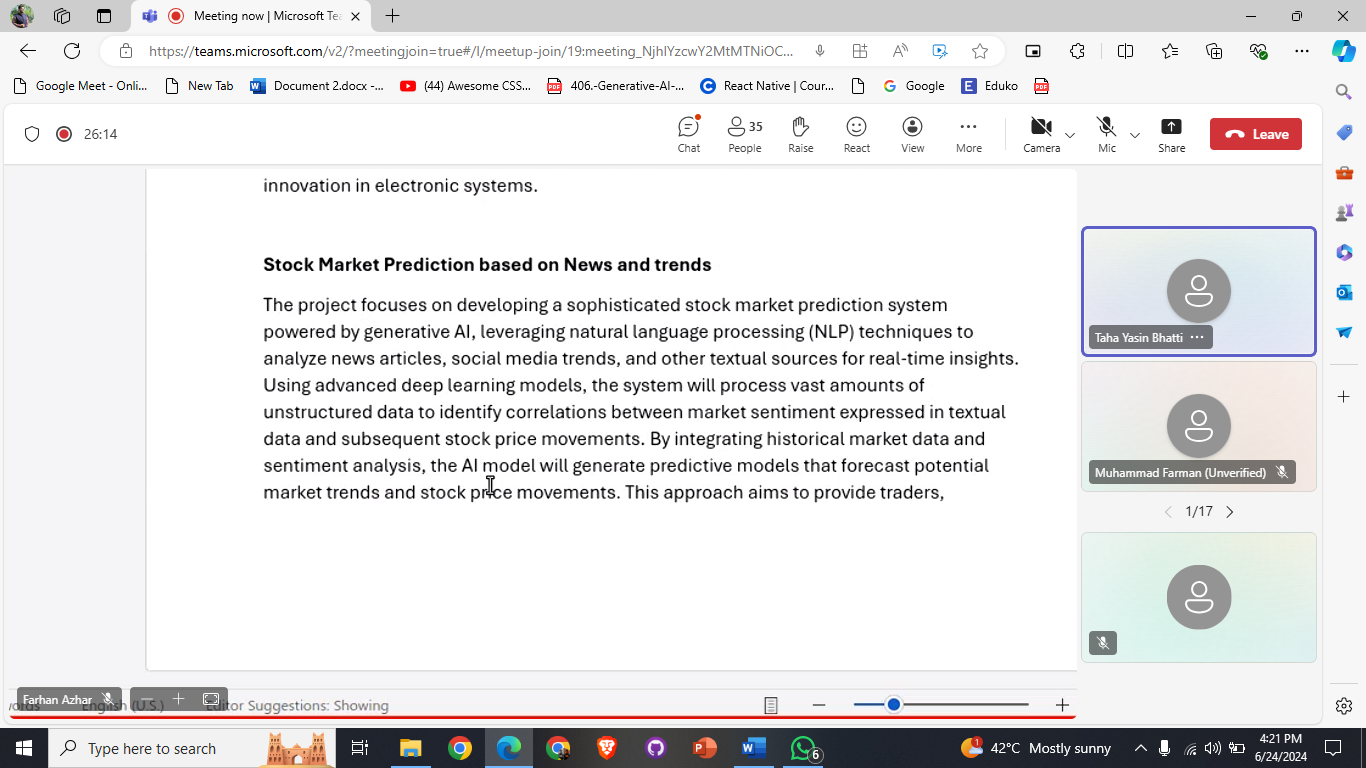 Meeting now | Microsoft Te
https://teams.microsoft.com/v2/?meetingjoin=true#/l/meetup-join/19:meeting_NjhlYzcwY2MtMTNiOC...
Google Meet - Onli...
New Tab
Document 2.docx -...
(44) Awesome CSS...
406.-Generative-AI-...
React Native | Cour...
Google
Eduko
26:14
Chat
35
People
Raise
React
View
More
Camera
Mic
Share
Leave
innovation in electronic systems.
Stock Market Prediction based on News and trends
The project focuses on developing a sophisticated stock market prediction system
powered by generative AI, leveraging natural language processing (NLP) techniques to
analyze news articles, social media trends, and other textual sources for real-time insights.
Using advanced deep learning models, the system will process vast amounts of
unstructured data to identify correlations between market sentiment expressed in textual
data and subsequent stock price movements. By integrating historical market data and
sentiment analysis, the AI model will generate predictive models that forecast potential
market trends and stock price movements. This approach aims to provide traders,
Taha Yasin Bhatti ...
Muhammad Farman (Unverified)
1/17
Farhan Azhar
English (U.S.)
Editor Suggestions: Showing
Type here to search
6
1
42°C Mostly sunny
4:21 PM
6/24/2024